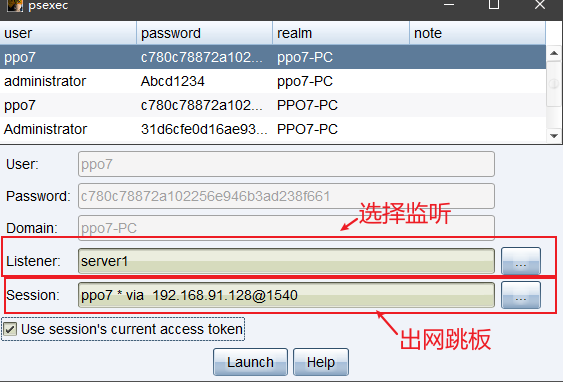 psexec
user password realm note
ppo7 c780c78872a102... ppo7-PC
administrator Abcd1234 ppo7-PC
ppo7 c780c78872a102... PPO7-PC
Administrator 31d6cfe0d16ae93... PPO7-PC
User: ppo7
Password: c780c78872a102256e946b3ad238f661
选择监听
Domain: ppo7-PC
Listener: server1 ...
Session: ppo7 * via 192.168.91.128@1540 ...
Use session's current access token
出网跳板
Launch Help